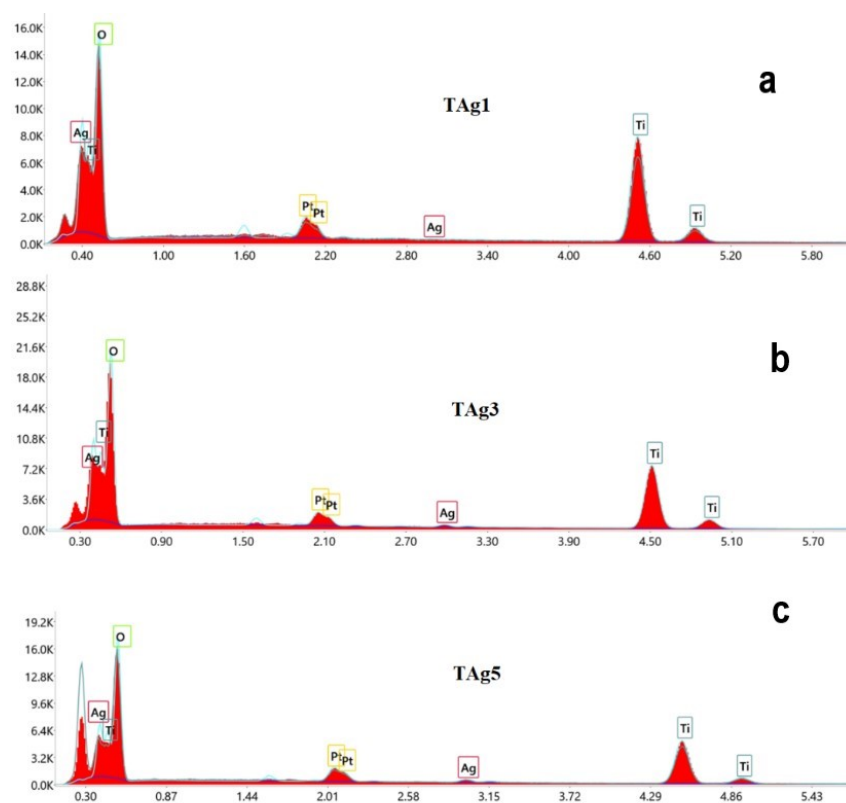 16.0K
O
14.0K
a
12.0K
TAg1
10.0K
Ag
Ti
Ti
8.0K
6.0K
4.0K
Pt
Pt
2.0K
Ag
Ti
0.0K
0.40 1.00 1.60 2.20 2.80 3.40 4.00 4.60 5.20 5.80
28.8K
25.2K
b
21.6K
O
18.0K
TAg3
14.4K
Ti
10.8K
Ag
Ti
7.2K
Pt
Pt
3.6K
Ag
Ti
0.0K
0.30 0.90 1.50 2.10 2.70 3.30 3.90 4.50 5.10 5.70
c
19.2K
O
16.0K
TAg5
12.8K
9.6K
Ag
Ti
Ti
6.4K
3.2K
Pt
Pt
Ag
Ti
0.0K
0.30 0.87 1.44 2.01 2.58 3.15 3.72 4.29 4.86 5.43